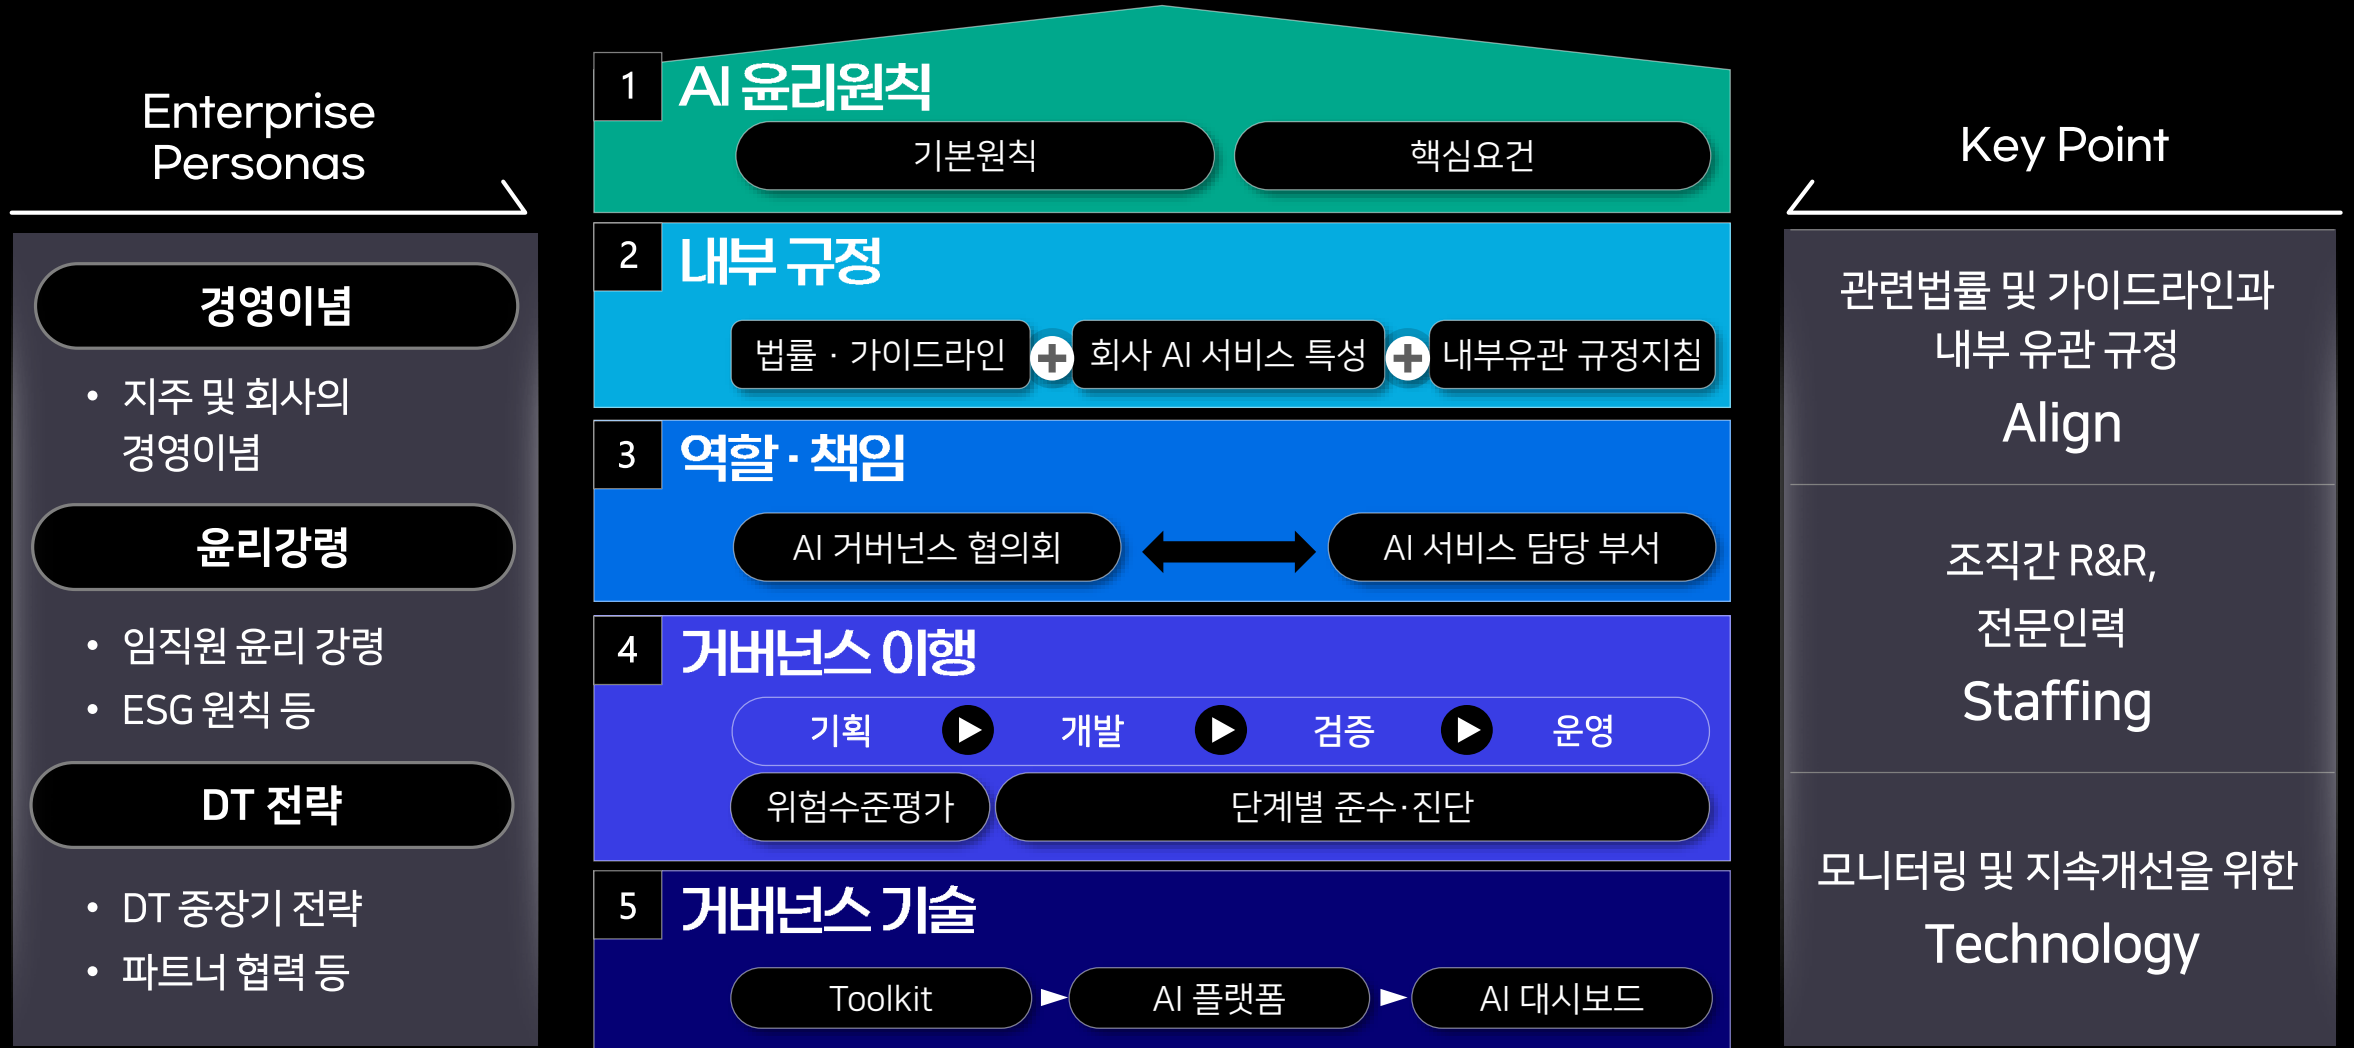 Enterprise
Personas
경영이념
• 지주 및 회사의
경영이념
윤리강령
• 임직원 윤리 강령
• ESG 원칙 등
DT 전략
• DT 중장기 전략
• 파트너 협력 등
1
AI 윤리원칙
기본원칙
핵심요건
2
내부 규정
법률 · 가이드라인
회사 AI 서비스 특성
내부유관 규정지침
3
역할 · 책임
AI 거버넌스 협의회
AI 서비스 담당 부서
4
거버넌스 이행
기획
개발
검증
운영
위험수준평가
단계별 준수·진단
5
거버넌스 기술
Toolkit
AI 플랫폼
AI 대시보드
Key Point
관련법률 및 가이드라인과
내부 유관 규정
Align
조직간 R&R,
전문인력
Staffing
모니터링 및 지속개선을 위한
Technology